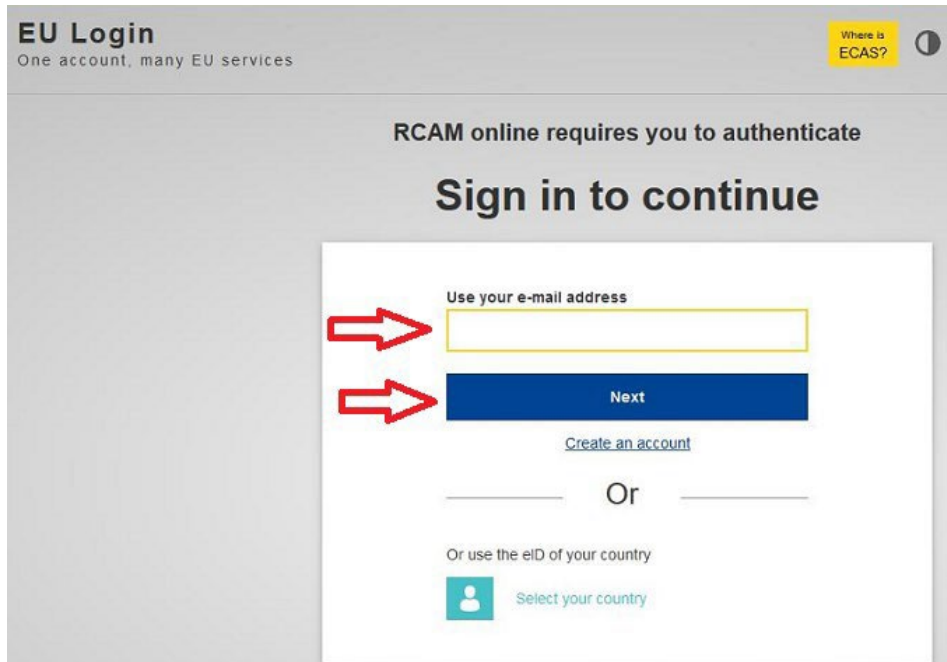 EU Login
One account, many EU services
Where is
ECAS?
RCAM online requires you to authenticate
Sign in to continue
Use your e-mail address
Next
Create an account
Or
Or use the eID of your country
Select your country